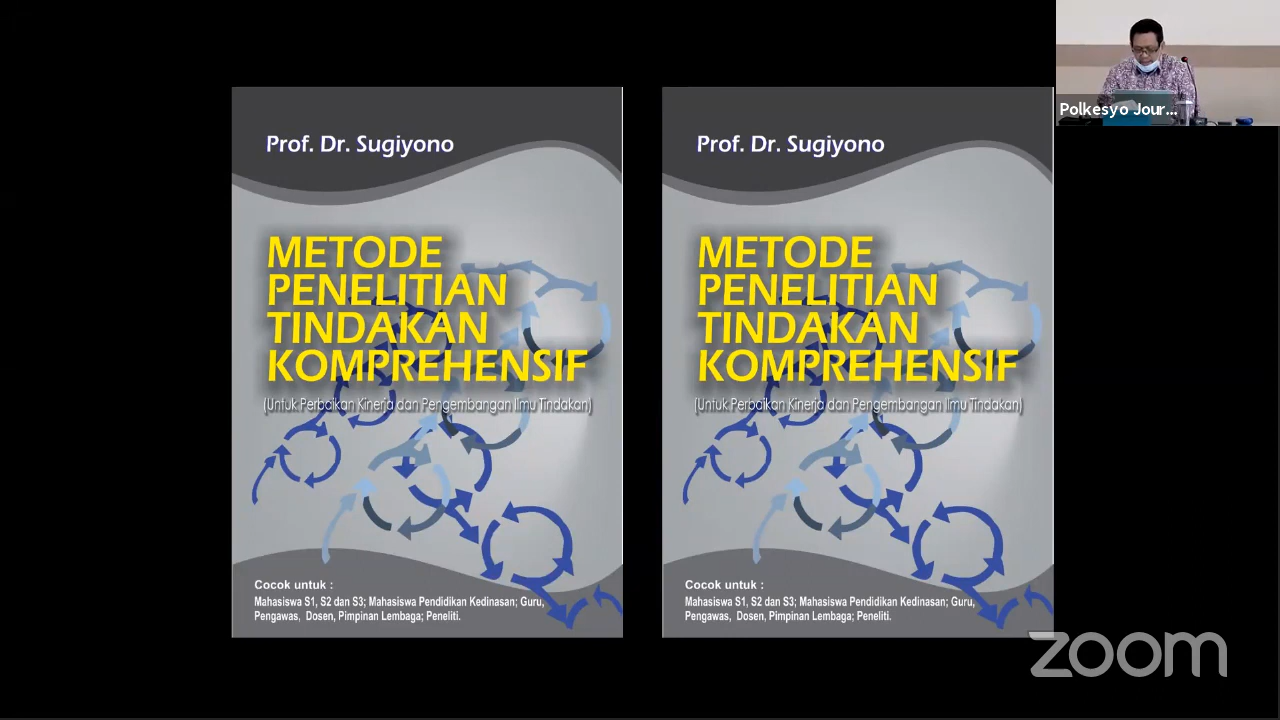 Prof. Dr. Sugiyono
METODE
PENELITIAN
TINDAKAN
KOMPREHENSIF
(Untuk Perbaikan Kinerja dan Pengembangan Ilmu Tindakan)
Cocok untuk :
Mahasiswa S1, S2 dan S3; Mahasiswa Pendidikan Kedinasan; Guru,
Pengawas, Dosen, Pimpinan Lembaga; Peneliti.
Prof. Dr. Sugiyono
METODE
PENELITIAN
TINDAKAN
KOMPREHENSIF
(Untuk Perbaikan Kinerja dan Pengembangan Ilmu Tindakan)
Cocok untuk :
Mahasiswa S1, S2 dan S3; Mahasiswa Pendidikan Kedinasan; Guru,
Pengawas, Dosen, Pimpinan Lembaga; Peneliti.
Polkesyo Jour...
zoom